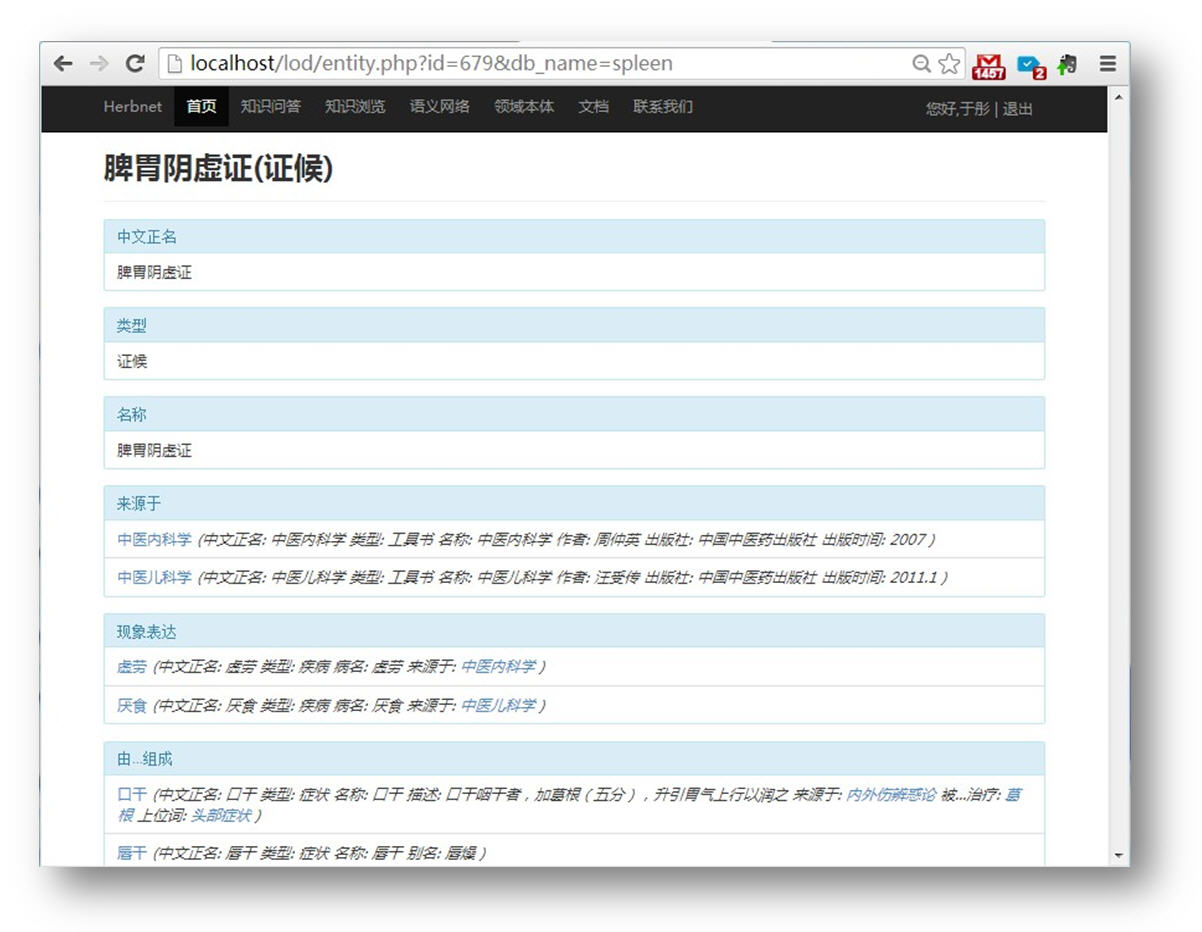 localhost/lod/entity.php?id=679&db_name=spleen
1457
2
Herbnet 首页 知识问答 知识浏览 语义网络 领域本体 文档 联系我们 您好,于彤 | 退出
脾胃阴虚证(证候)
中文正名
脾胃阴虚证
类型
证候
名称
脾胃阴虚证
来源于
中医内科学 (中文正名: 中医内科学 类型: 工具书 名称: 中医内科学 作者: 周仲英 出版社: 中国中医药出版社 出版时间: 2007 )
中医儿科学 (中文正名: 中医儿科学 类型: 工具书 名称: 中医儿科学 作者: 汪受传 出版社: 中国中医药出版社 出版时间: 2011.1 )
现象表达
虚劳 (中文正名: 虚劳 类型: 疾病 病名: 虚劳 来源于: 中医内科学 )
厌食 (中文正名: 厌食 类型: 疾病 病名: 厌食 来源于: 中医儿科学 )
由...组成
口干 (中文正名: 口干 类型: 症状 名称: 口干 描述: 口干咽干者，加葛根（五分），升引胃气上行以润之 来源于: 内外伤辨惑论 被...治疗: 葛
根 上位词: 头部症状 )
唇干 (中文正名: 唇干 类型: 症状 名称: 唇干 别名: 唇燥 )